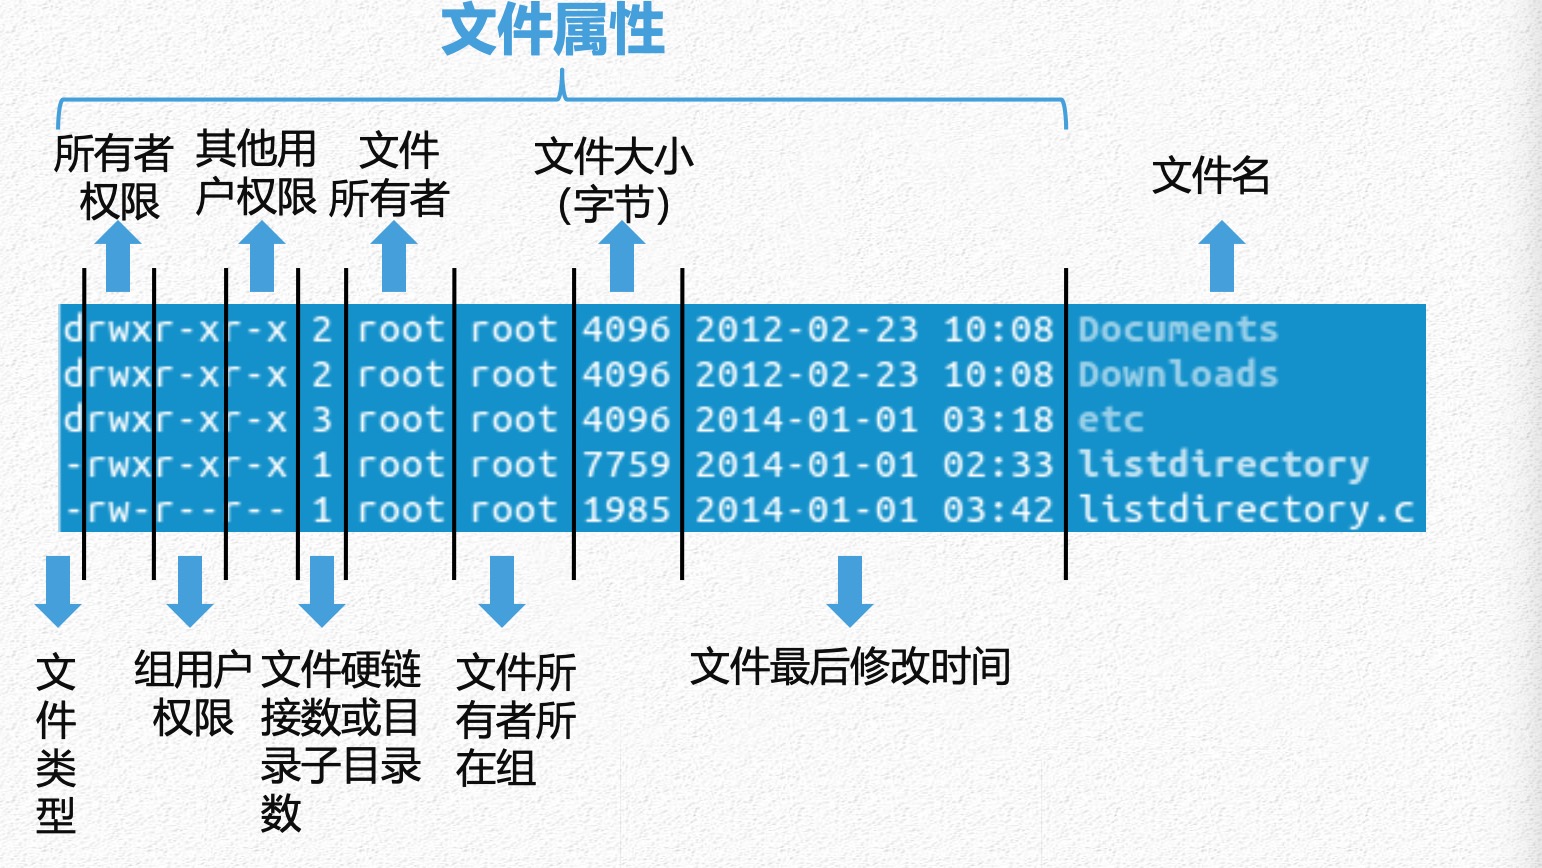 文件属性
所有者
权限
其他用
户权限
文件
所有者
文件大小
（字节）
文件名
drwxr-xr-x 2 root root 4096 2012-02-23 10:08 Documents
drwxr-xr-x 2 root root 4096 2012-02-23 10:08 Downloads
drwxr-xr-x 3 root root 4096 2014-01-01 03:18 etc
-rwxr-xr-x 1 root root 7759 2014-01-01 02:33 listdirectory
-rw-r--r-- 1 root root 1985 2014-01-01 03:42 listdirectory.c
文
件
类
型
组用户
权限
文件硬链
接数或目
录子目录
数
文件所
有者所
在组
文件最后修改时间